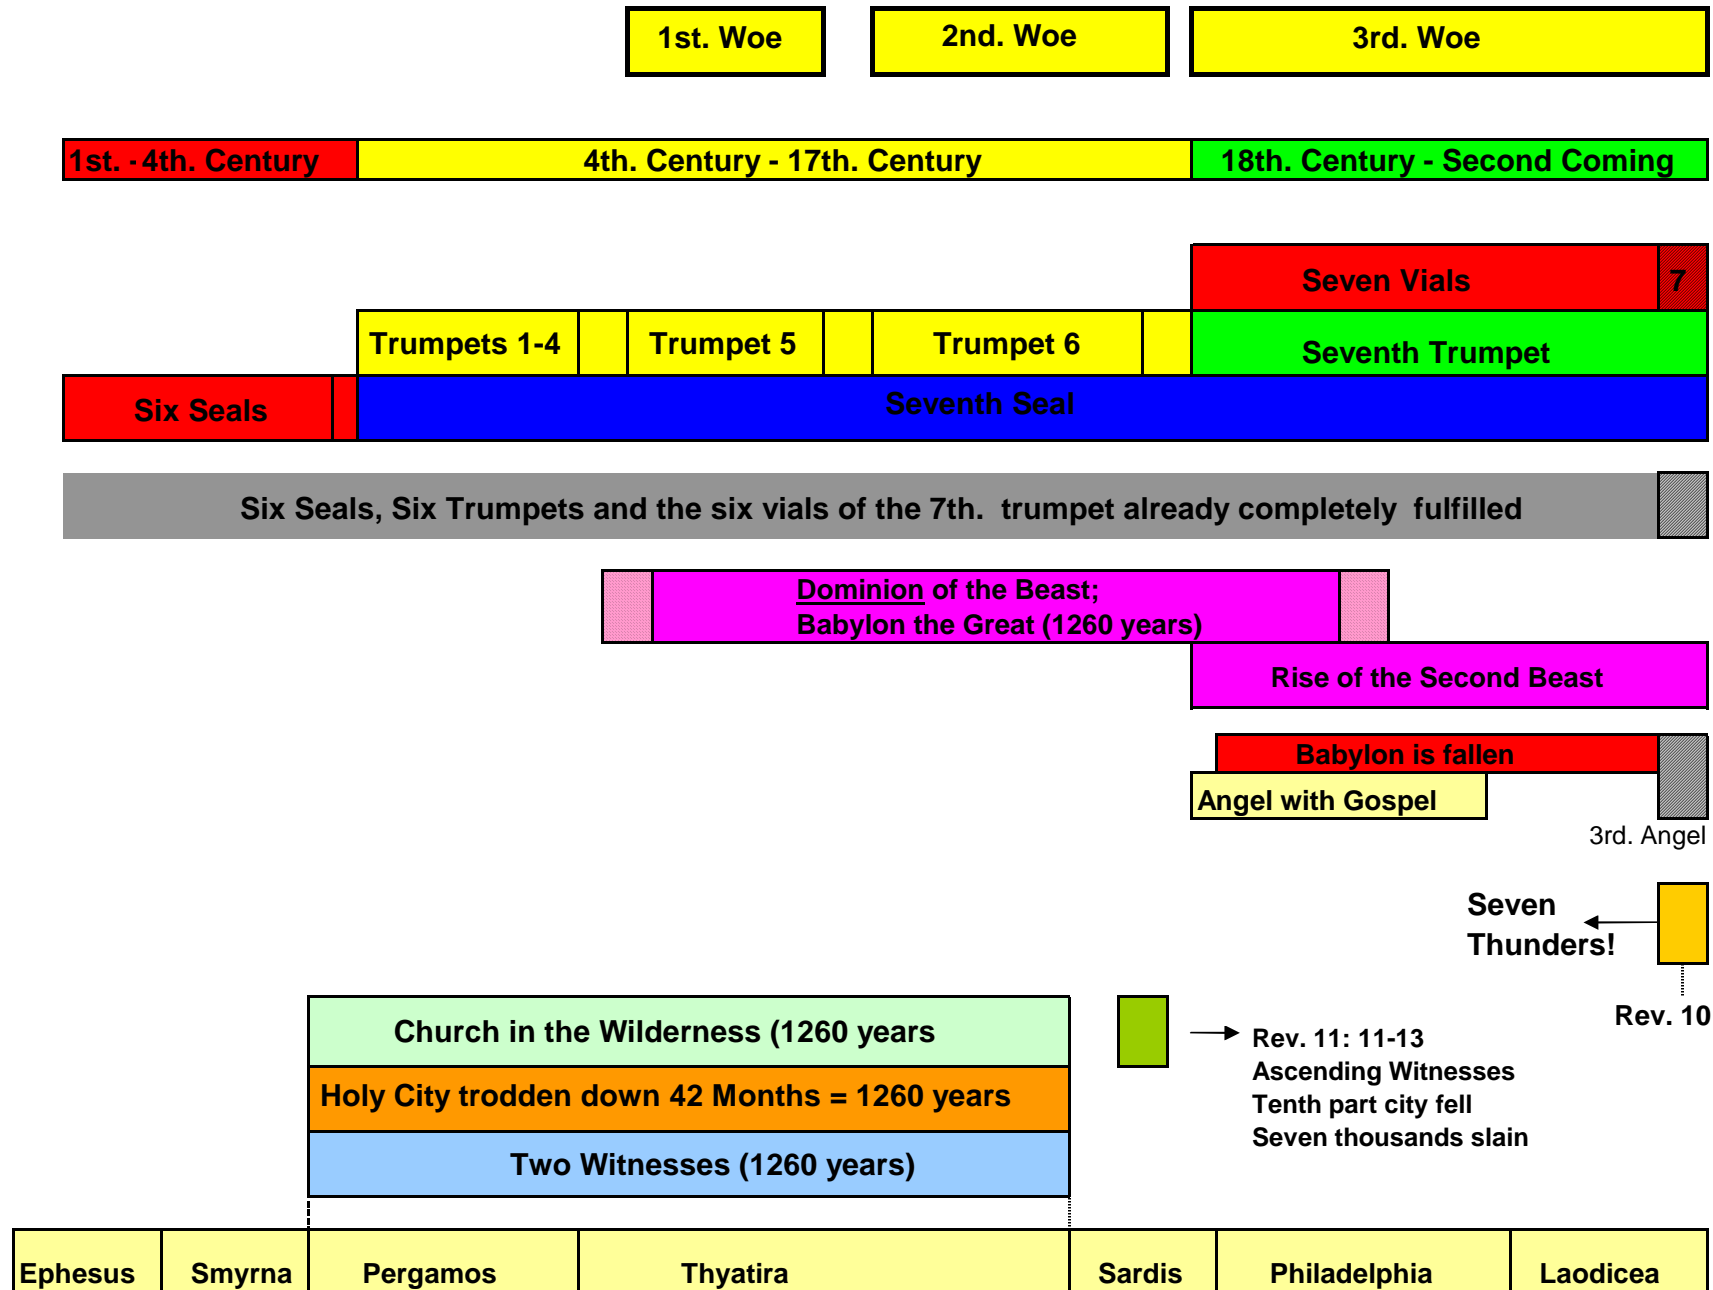 1st. Woe
2nd. Woe
3rd. Woe
1st. - 4th. Century
4th. Century - 17th. Century
18th. Century - Second Coming
Seven Vials
7
Trumpets 1-4
Trumpet 5
Trumpet 6
Seventh Trumpet
Six Seals
Seventh Seal
Six Seals, Six Trumpets and the six vials of the 7th. trumpet already completely fulfilled
Dominion of the Beast;
Babylon the Great (1260 years)
Rise of the Second Beast
Babylon is fallen
Angel with Gospel
3rd. Angel
Seven
Thunders!
Rev. 10
Church in the Wilderness (1260 years
Rev. 11: 11-13
Ascending Witnesses
Tenth part city fell
Seven thousands slain
Holy City trodden down 42 Months = 1260 years
Two Witnesses (1260 years)
Ephesus
Smyrna
Pergamos
Thyatira
Sardis
Philadelphia
Laodicea